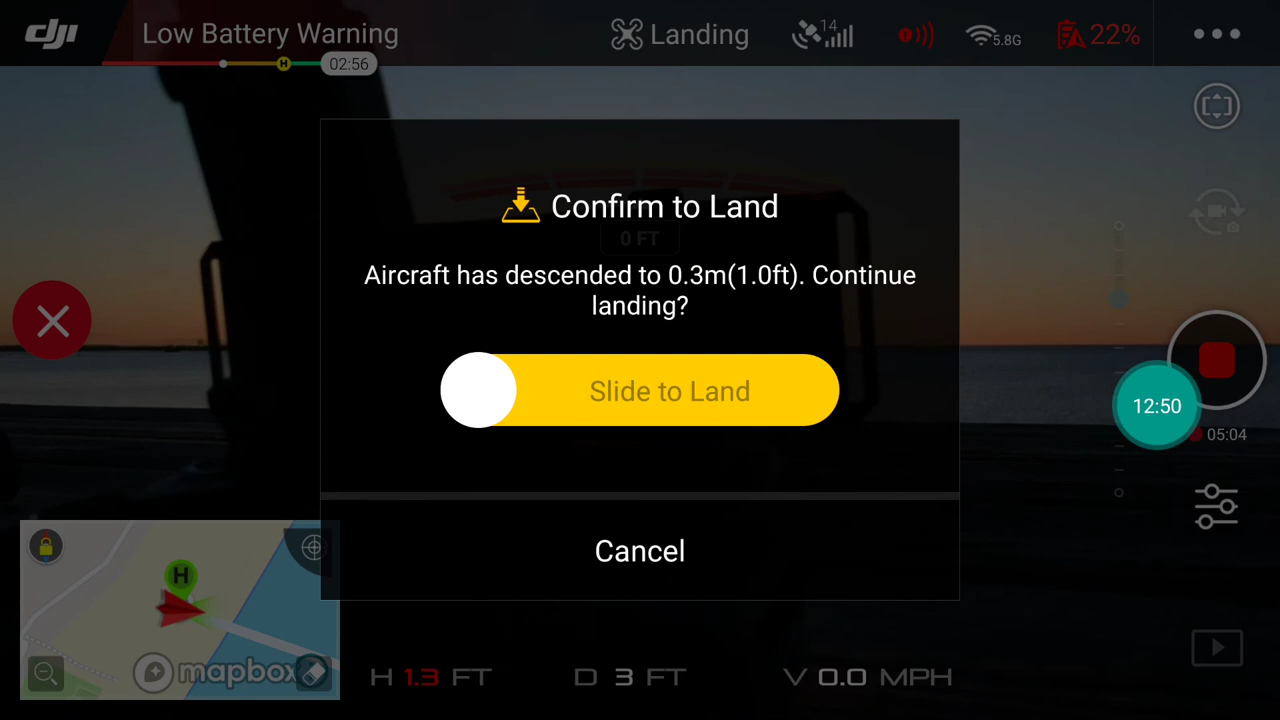 dji
Low Battery Warning
Landing
14
5.8G
22%
H
02:56
Confirm to Land
0 FT
Aircraft has descended to 0.3m(1.0ft). Continue
landing?
Slide to Land
12:50
05:04
Cancel
H
mapbox
H 1.3 FT
D 3 FT
V 0.0 MPH